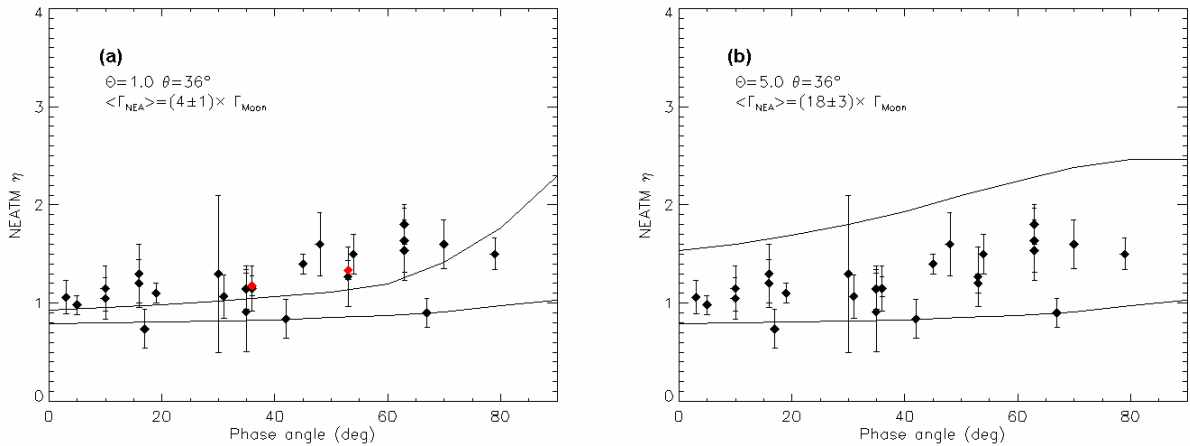 4
(a)
Θ=1.0 θ=36°
<Γ_NEA>=(4±1)× Γ_Moon
3
NEATM η
2
1
0
0 20 40 60 80
Phase angle (deg)
4
(b)
Θ=5.0 θ=36°
<Γ_NEA>=(18±3)× Γ_Moon
3
NEATM η
2
1
0
0 20 40 60 80
Phase angle (deg)